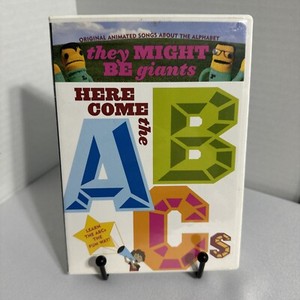 ORIGINAL ANIMATED SONGS ABOUT THE ALPHABET
they MIGHT
BE giants
HERE
COME the
A B
Cs
LEARN
THE ABCs
THE
FUN WAY!